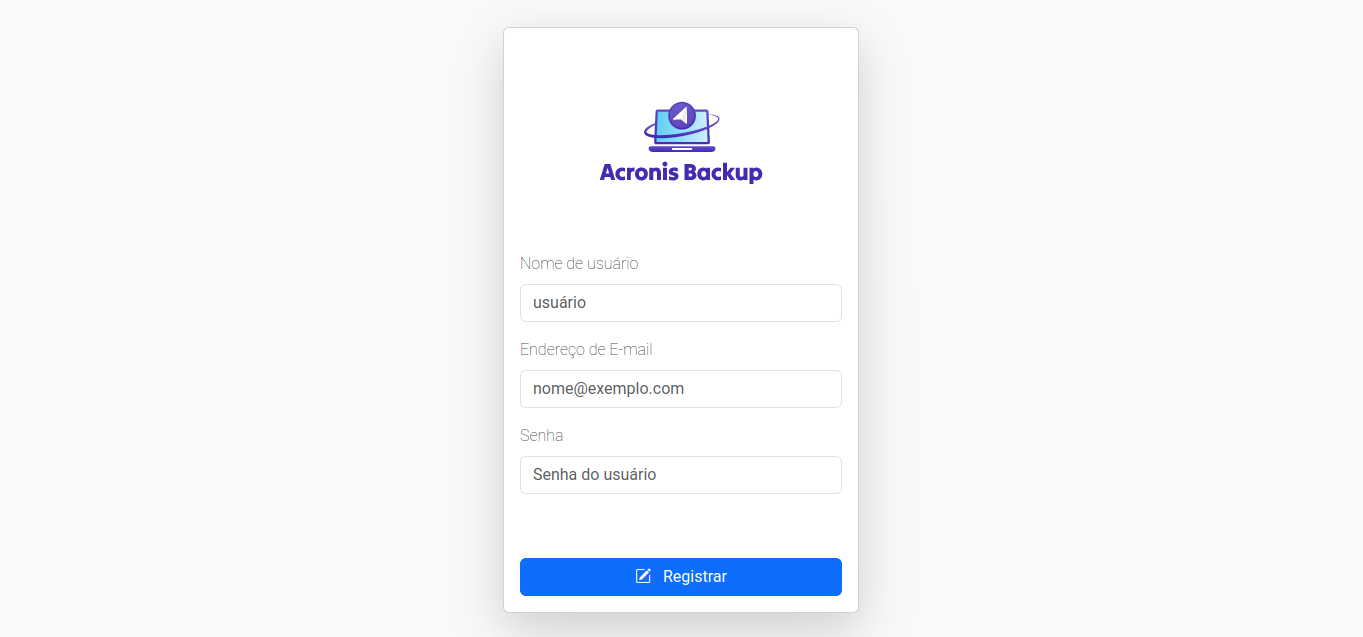 Acronis Backup
Nome de usuário
usuário
Endereço de E-mail
nome@exemplo.com
Senha
Senha do usuário
Registrar